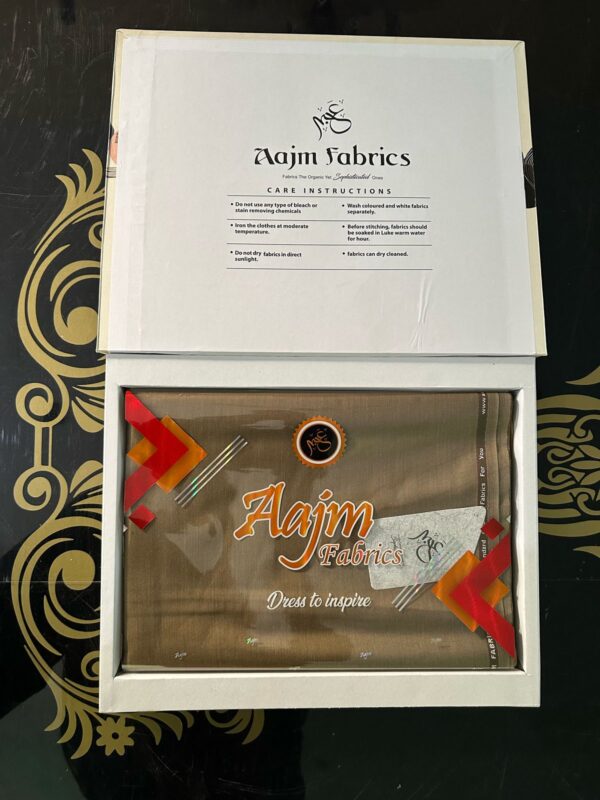 Aajm Fabrics
Fabrics The Organic Yet Sophisticated Ones
CARE INSTRUCTIONS
• Do not use any type of bleach or
stain removing chemicals
• Wash coloured and white fabrics
separately.
• Iron the clothes at moderate
temperature.
• Before stitching, fabrics should
be soaked in Luke warm water
for hour.
• Do not dry fabrics in direct
sunlight.
• fabrics can dry cleaned.
Aajm
Fabrics
Dress to inspire
Aajm
Aajm
Aajm
Fabrics For You